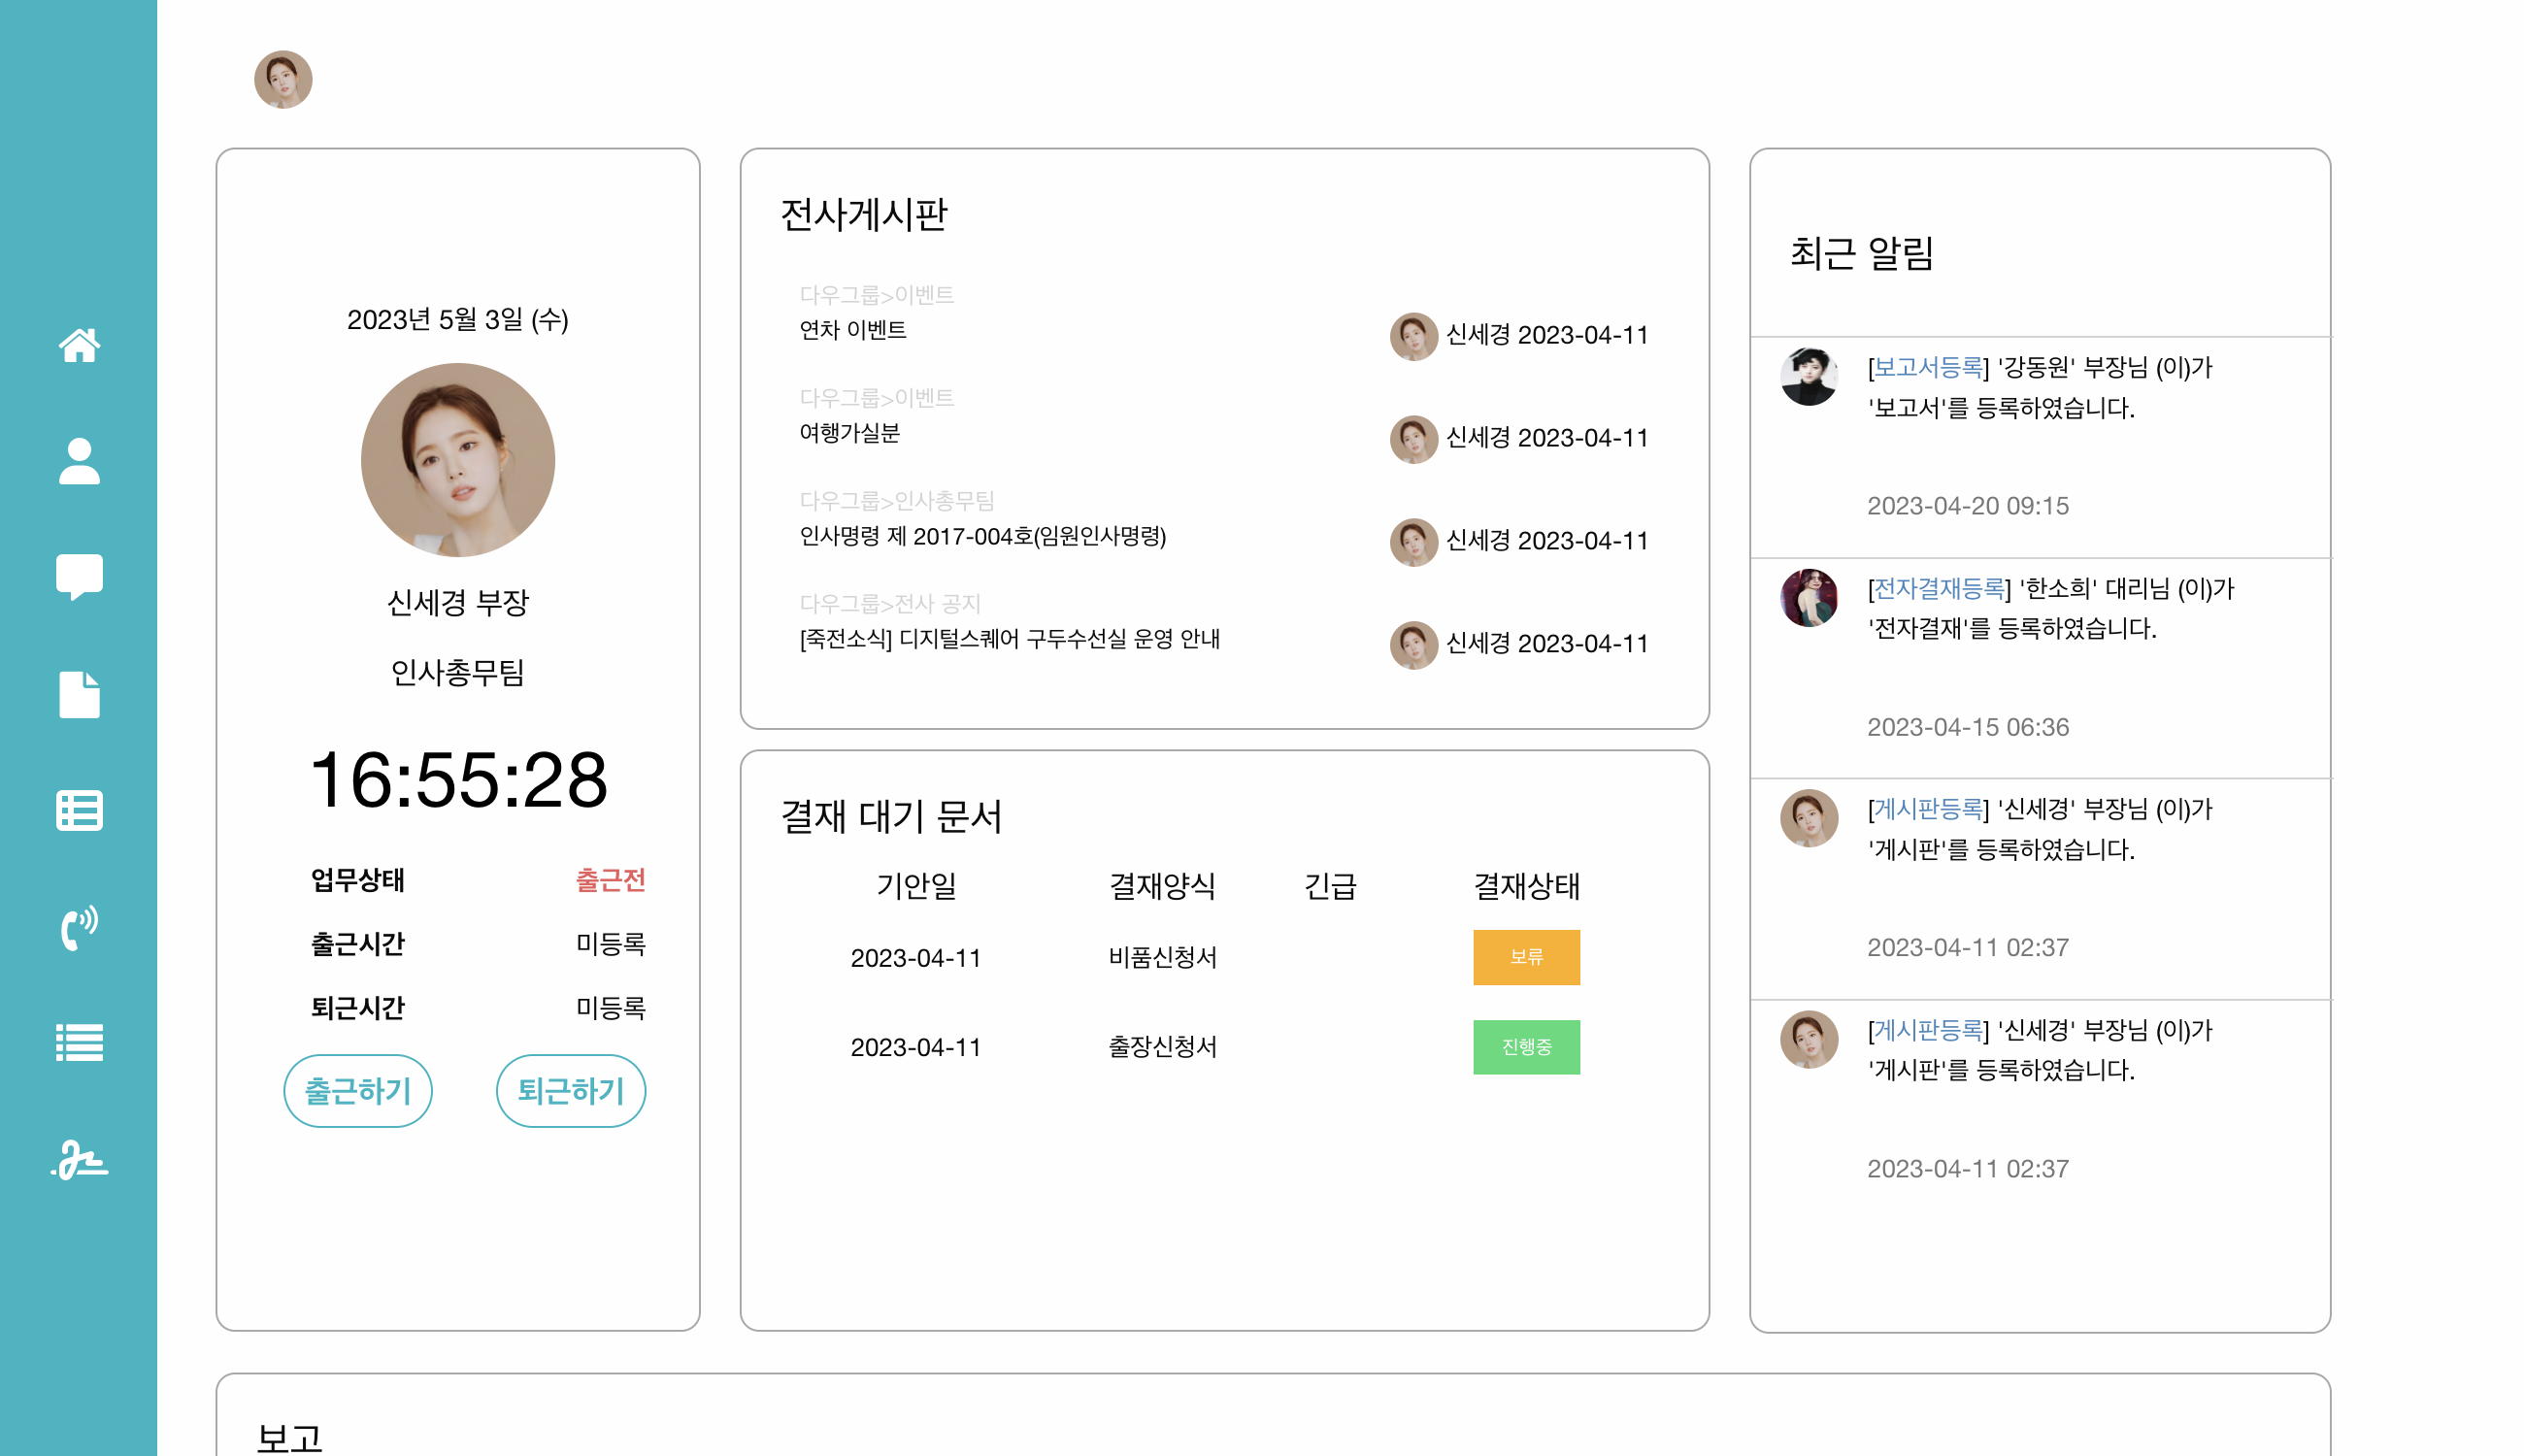 2023년 5월 3일 (수)
신세경 부장
인사총무팀
16:55:28
업무상태 출근전
출근시간 미등록
퇴근시간 미등록
출근하기 퇴근하기
전사게시판
다우그룹>이벤트
연차 이벤트
신세경 2023-04-11
다우그룹>이벤트
여행가실분
신세경 2023-04-11
다우그룹>인사총무팀
인사명령 제 2017-004호(임원인사명령)
신세경 2023-04-11
다우그룹>전사 공지
[죽전소식] 디지털스퀘어 구두수선실 운영 안내
신세경 2023-04-11
결재 대기 문서
기안일 결재양식 긴급 결재상태
2023-04-11 비품신청서 보류
2023-04-11 출장신청서 진행중
최근 알림
[보고서등록] '강동원' 부장님 (이)가
'보고서'를 등록하였습니다.
2023-04-20 09:15
[전자결재등록] '한소희' 대리님 (이)가
'전자결재'를 등록하였습니다.
2023-04-15 06:36
[게시판등록] '신세경' 부장님 (이)가
'게시판'를 등록하였습니다.
2023-04-11 02:37
[게시판등록] '신세경' 부장님 (이)가
'게시판'를 등록하였습니다.
2023-04-11 02:37
보고